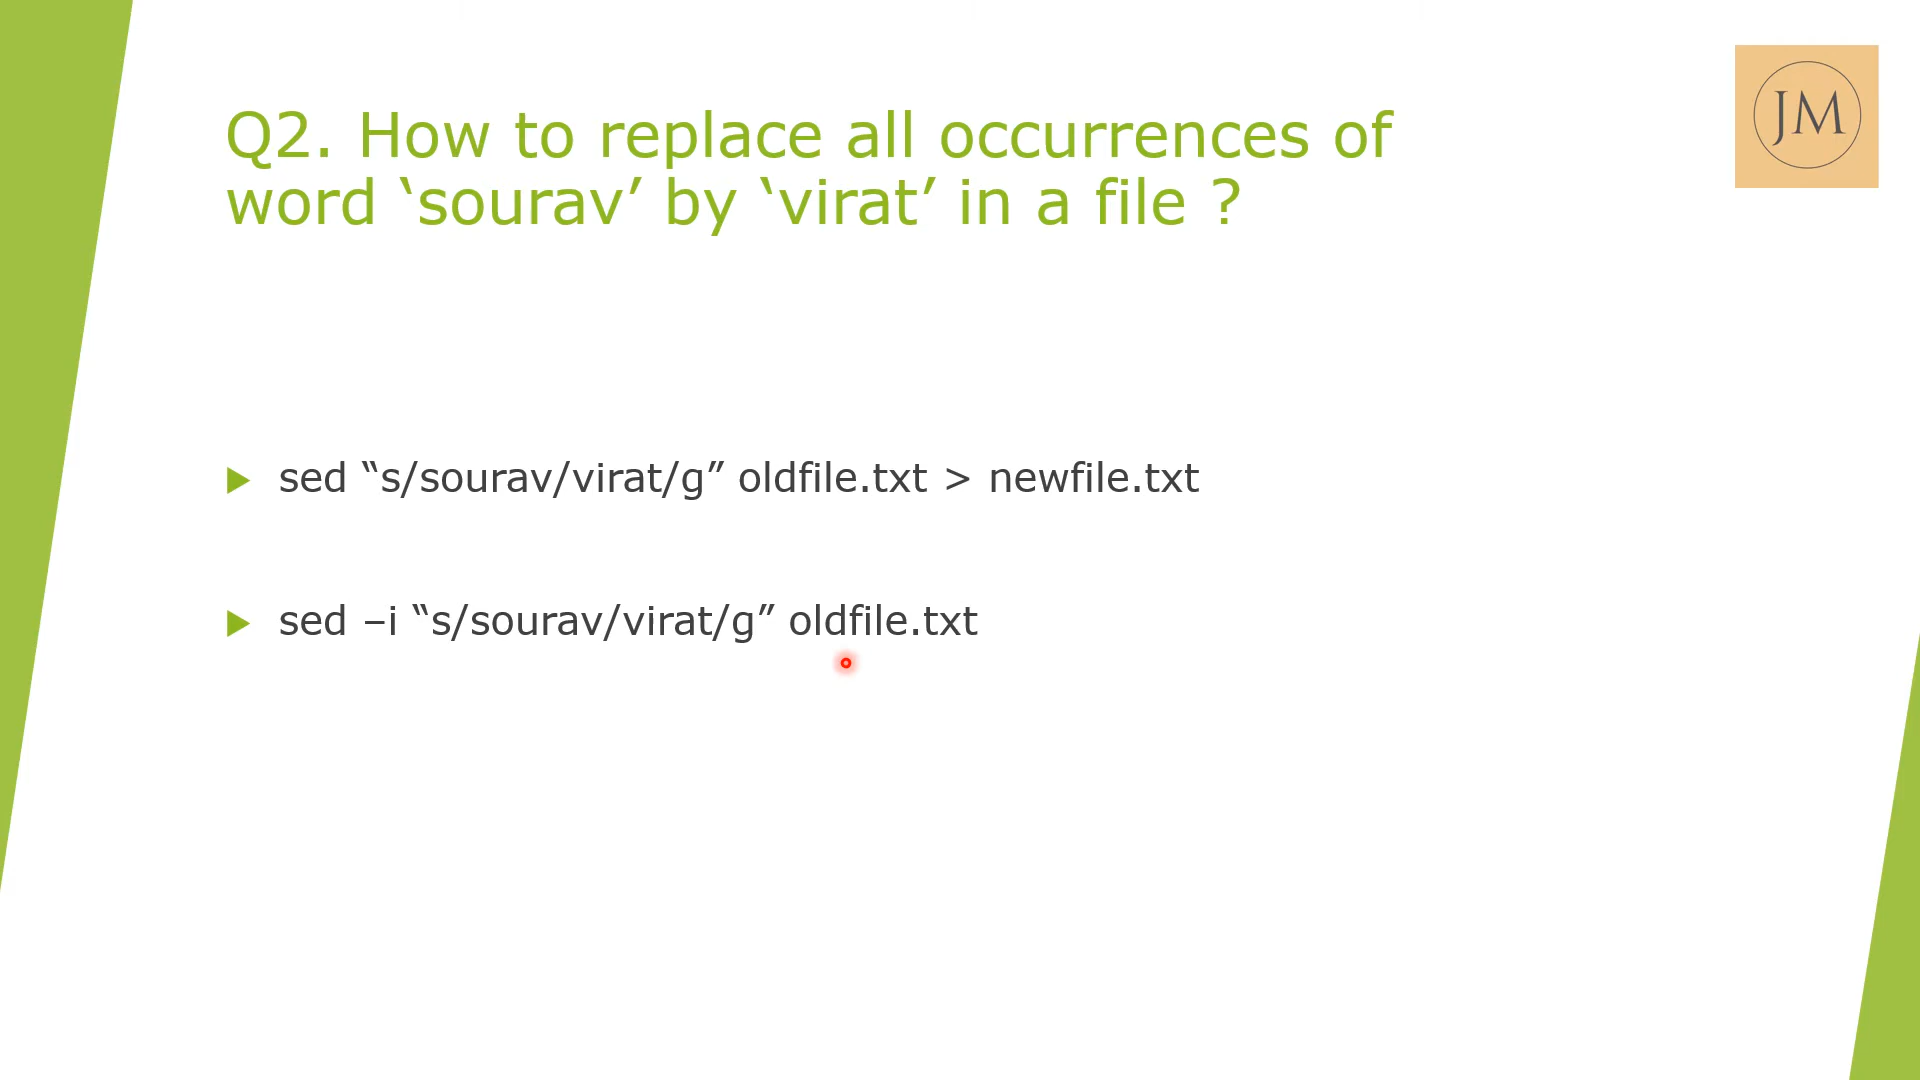 JM
Q2. How to replace all occurrences of
word ‘sourav’ by ‘virat’ in a file ?
sed “s/sourav/virat/g” oldfile.txt > newfile.txt
sed –i “s/sourav/virat/g” oldfile.txt